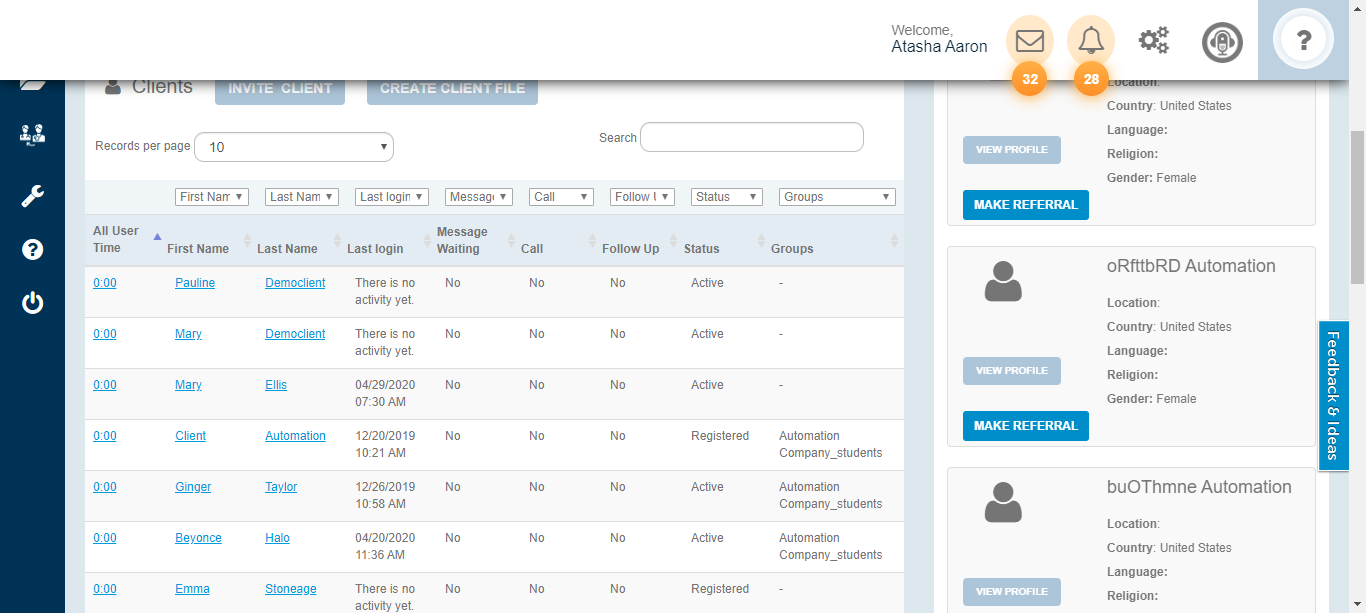 Welcome,
Atasha Aaron
32
28
?
Clients
INVITE CLIENT
CREATE CLIENT FILE
Records per page
10
Search
First Nam
Last Nam
Last login
Message
Call
Follow U
Status
Groups
All User Time
First Name
Last Name
Last login
Message Waiting
Call
Follow Up
Status
Groups
0:00 Pauline Democlient There is no activity yet. No No No Active -
0:00 Mary Democlient There is no activity yet. No No No Active -
0:00 Mary Ellis 04/29/2020 07:30 AM No No No Active -
0:00 Client Automation 12/20/2019 10:21 AM No No No Registered Automation Company_students
0:00 Ginger Taylor 12/26/2019 10:58 AM No No No Active Automation Company_students
0:00 Beyonce Halo 04/20/2020 11:36 AM No No No Active Automation Company_students
0:00 Emma Stoneage There is no activity yet. No No No Registered -
Location:
Country: United States
Language:
Religion:
Gender: Female
VIEW PROFILE
MAKE REFERRAL
oRfttbRD Automation
Location:
Country: United States
Language:
Religion:
Gender: Female
VIEW PROFILE
MAKE REFERRAL
buOThmne Automation
Location:
Country: United States
Language:
Religion:
VIEW PROFILE
Feedback & Ideas